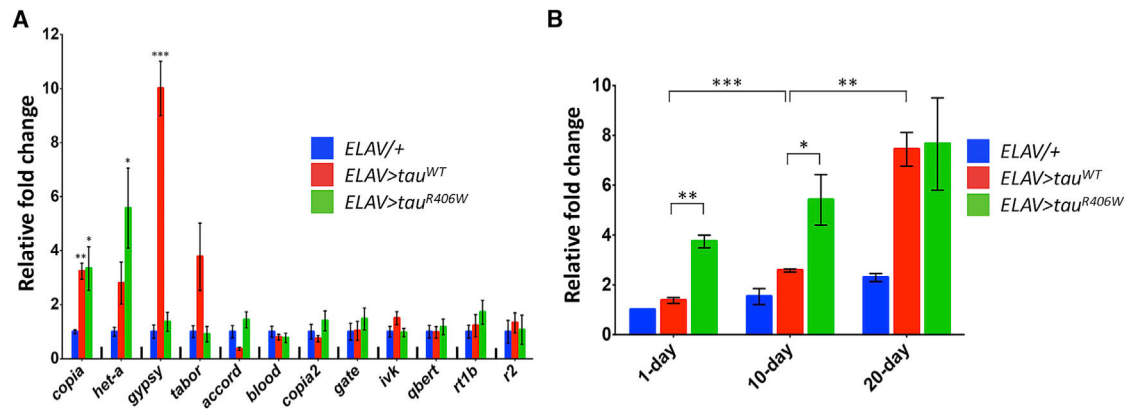 A
Relative fold change
12
10
8
6
4
2
0
** * * ***
ELAV/+
ELAV>tauWT
ELAV>tauR406W
copia het-a gypsy tabor accord blood copia2 gate ivk qbert rt1b r2
B
Relative fold change
10
8
6
4
2
0
*** **
*
**
ELAV/+
ELAV>tauWT
ELAV>tauR406W
1-day 10-day 20-day